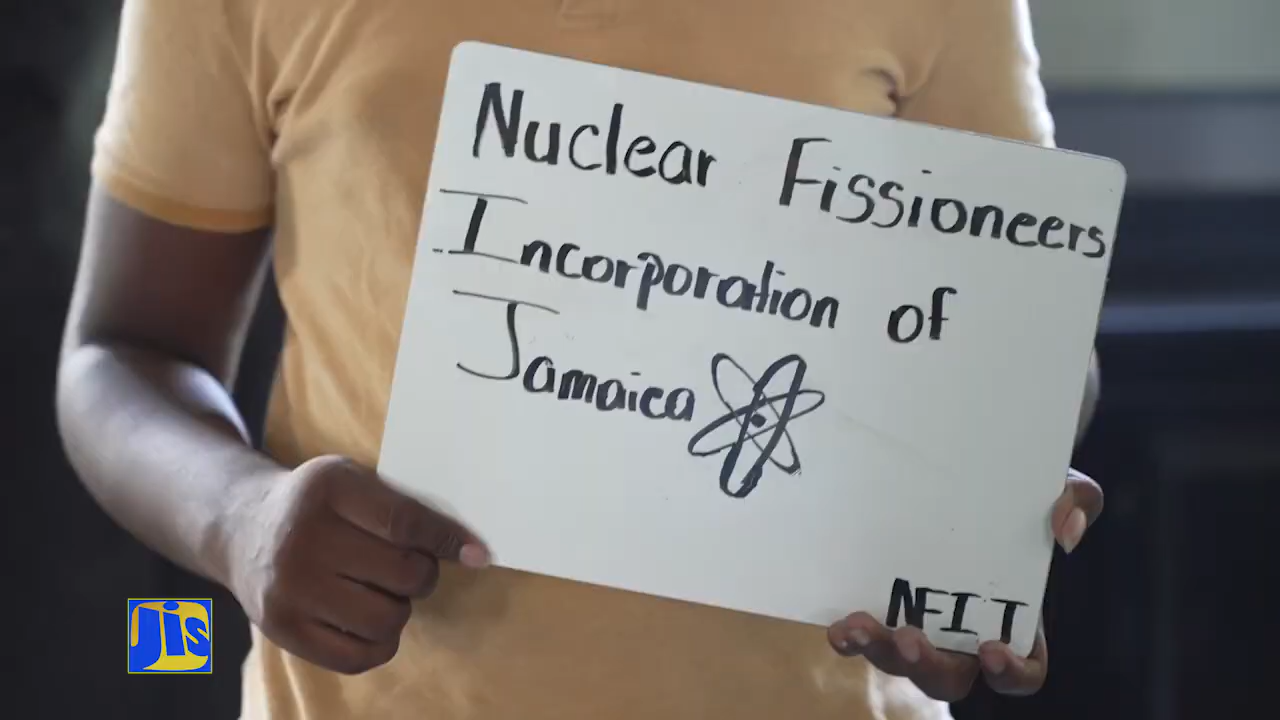 Nuclear Fissioneers
Incorporation of
Jamaica
NFIJ
JIS